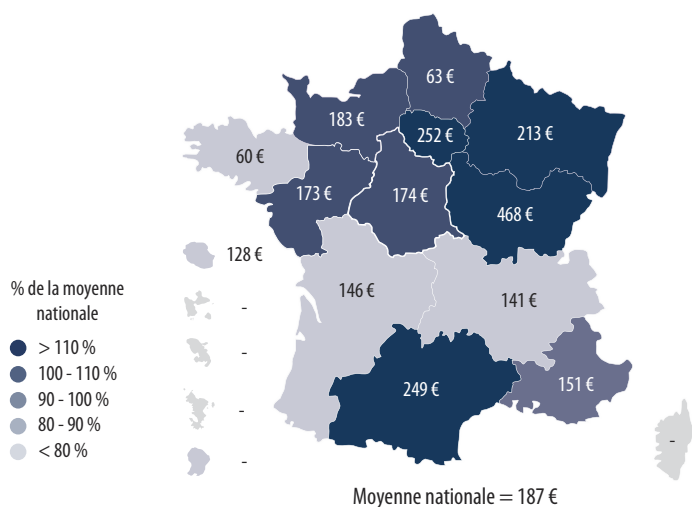 63 €
183 €
252 €
213 €
60 €
173 €
174 €
468 €
128 €
146 €
141 €
% de la moyenne
nationale
-
> 110 %
100 - 110 %
-
90 - 100 %
249 €
151 €
80 - 90 %
-
< 80 %
-
-
Moyenne nationale = 187 €